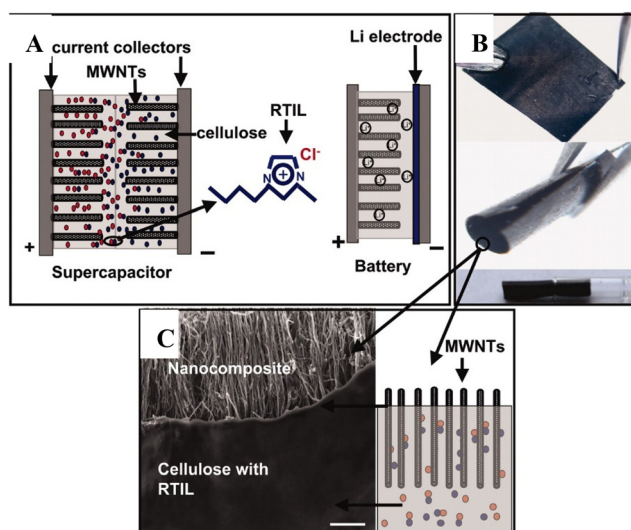 A
current collectors
MWNTs
cellulose
RTIL
Cl-
N
+
N
+
−
Supercapacitor
Li electrode
+
−
Battery
B
C
Nanocomposite
Cellulose with
RTIL
MWNTs